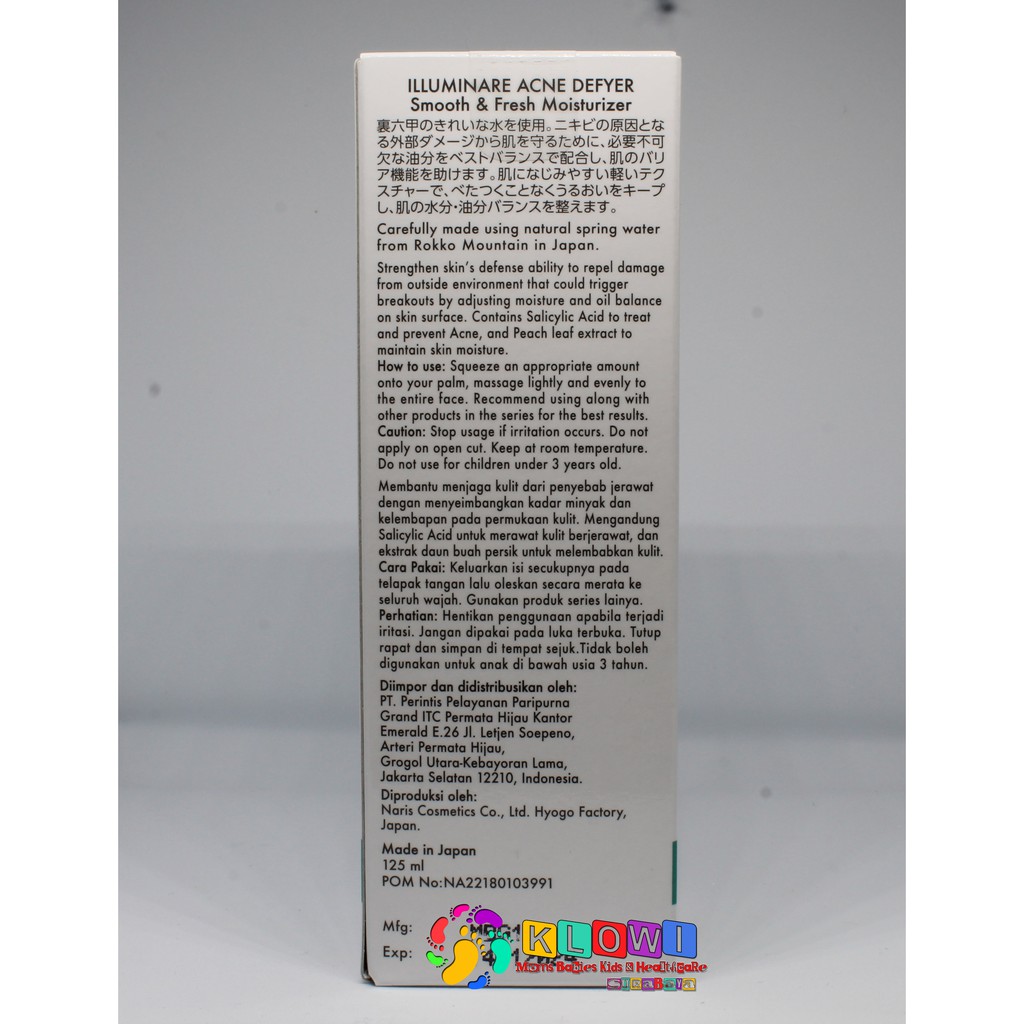 ILLUMINARE ACNE DEFYER
Smooth & Fresh Moisturizer
裏六甲のきれいな水を使用。ニキビの原因とな
る外部ダメージから肌を守るために、必要不可
欠な油分をベストバランスで配合し、肌のバリ
ア機能を助けます。肌になじみやすい軽いテク
スチャーで、べたつくことなくうるおいをキープ
し、肌の水分・油分バランスを整えます。
Carefully made using natural spring water
from Rokko Mountain in Japan.
Strengthen skin's defense ability to repel damage
from outside environment that could trigger
breakouts by adjusting moisture and oil balance
on skin surface. Contains Salicylic Acid to treat
and prevent Acne, and Peach leaf extract to
maintain skin moisture.
How to use: Squeeze an appropriate amount
onto your palm, massage lightly and evenly to
the entire face. Recommend using along with
other products in the series for the best results.
Caution: Stop usage if irritation occurs. Do not
apply on open cut. Keep at room temperature.
Do not use for children under 3 years old.
Membantu menjaga kulit dari penyebab jerawat
dengan menyeimbangkan kadar minyak dan
kelembapan pada permukaan kulit. Mengandung
Salicylic Acid untuk merawat kulit berjerawat, dan
ekstrak daun buah persik untuk melembabkan kulit.
Cara Pakai: Keluarkan isi secukupnya pada
telapak tangan lalu oleskan secara merata ke
seluruh wajah. Gunakan produk series lainya.
Perhatian: Hentikan penggunaan apabila terjadi
iritasi. Jangan dipakai pada luka terbuka. Tutup
rapat dan simpan di tempat sejuk.Tidak boleh
digunakan untuk anak di bawah usia 3 tahun.
Diimpor dan didistribusikan oleh:
PT. Perintis Pelayanan Paripurna
Grand ITC Permata Hijau Kantor
Emerald E.26 Jl. Letjen Soepeno,
Arteri Permata Hijau,
Grogol Utara-Kebayoran Lama,
Jakarta Selatan 12210, Indonesia.
Diproduksi oleh:
Naris Cosmetics Co., Ltd. Hyogo Factory,
Japan.
Made in Japan
125 ml
POM No:NA22180103991
Mfg:
Exp:
KLOWI
Moms Babies Kids & HealthCaRe
SuRaBaYa